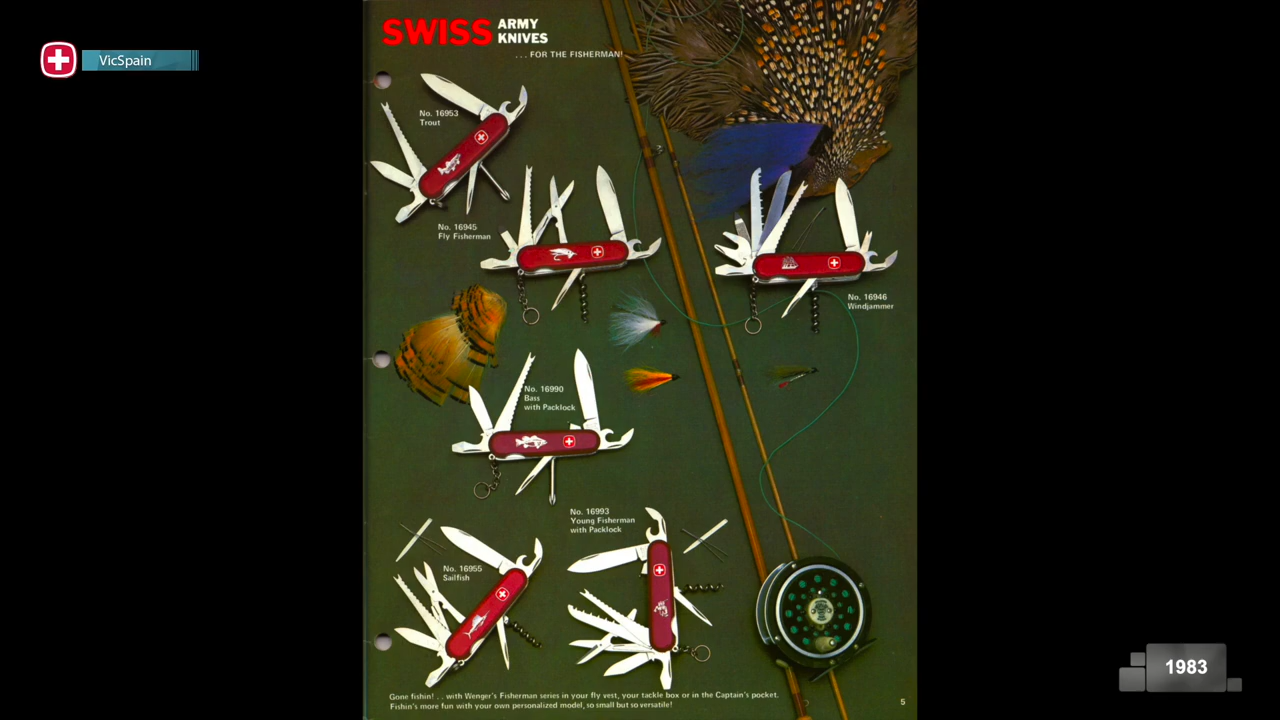 VicSpain
SWISS ARMY
KNIVES
. . . FOR THE FISHERMAN!
No. 16953
Trout
No. 16945
Fly Fisherman
No. 16946
Windjammer
No. 16990
Bass
with Packlock
No. 16993
Young Fisherman
with Packlock
No. 16955
Sailfish
Gone fishin! . . with Wenger's Fisherman series in your fly vest, your tackle box or in the Captain's pocket.
Fishin's more fun with your own personalized model, so small but so versatile!
5
1983